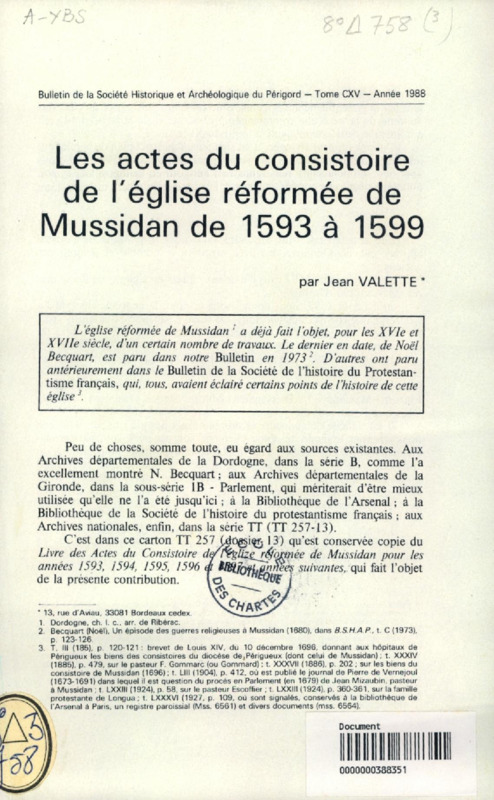 A-YBS
8° Δ 758 (3)
Bulletin de la Société Historique et Archéologique du Périgord — Tome CXV — Année 1988
Les actes du consistoire
de l'église réformée de
Mussidan de 1593 à 1599
par Jean VALETTE *
L'église réformée de Mussidan 1 a déjà fait l'objet, pour les XVIe et
XVIIe siècle, d'un certain nombre de travaux. Le dernier en date, de Noël
Becquart, est paru dans notre Bulletin en 1973 2. D'autres ont paru
antérieurement dans le Bulletin de la Société de l'histoire du Protestan-
tisme français, qui, tous, avaient éclairé certains points de l'histoire de cette
église 3.
Peu de choses, somme toute, eu égard aux sources existantes. Aux
Archives départementales de la Dordogne, dans la série B, comme l'a
excellement montré N. Becquart ; aux Archives départementales de la
Gironde, dans la sous-série 1B - Parlement, qui mériterait d'être mieux
utilisée qu'elle ne l'a été jusqu'ici ; à la Bibliothèque de l'Arsenal ; à la
Bibliothèque de la Société de l'histoire du protestantisme français ; aux
Archives nationales, enfin, dans la série TT (TT 257-13).
C'est dans ce carton TT 257 (dossier 13) qu'est conservée copie du
Livre des Actes du Consistoire de l'églize réformée de Mussidan pour les
années 1593, 1594, 1595, 1596 et 1597 et années suivantes, qui fait l'objet
de la présente contribution.
BIBLIOTHÈQUE
DES CHARTES
* 13, rue d'Aviau, 33081 Bordeaux cedex.
1. Dordogne, ch. l. c., arr. de Ribérac.
2. Becquart (Noël), Un épisode des guerres religieuses à Mussidan (1680), dans B.S.H.A.P., t. C (1973),
p. 123-126.
3. T. III (185), p. 120-121 : brevet de Louis XIV, du 10 décembre 1696, donnant aux hôpitaux de
Périgueux les biens des consistoires du diocèse de Périgueux (dont celui de Mussidan) ; t. XXXIV
(1885), p. 479, sur le pasteur F. Gommarc (ou Gommard) ; t. XXXVII (1886), p. 202 ; sur les biens du
consistoire de Mussidan (1696) ; t. LIII (1904), p. 412, où est publié le journal de Pierre de Vernejoul
(1673-1691) dans lequel il est question du procès en Parlement (en 1679) de Jean Mizaubin, pasteur
à Mussidan ; t. LXXIII (1924), p. 58, sur le pasteur Escoffier ; t. LXXIII (1924), p. 360-361, sur la famille
protestante de Longua ; t. LXXXVI (1927, p. 109, où sont signalés, conservés à la bibliothèque de
l'Arsenal à Paris, un registre paroissial (Mss. 6561) et divers documents (mss. 6564).
Document
0000000388351